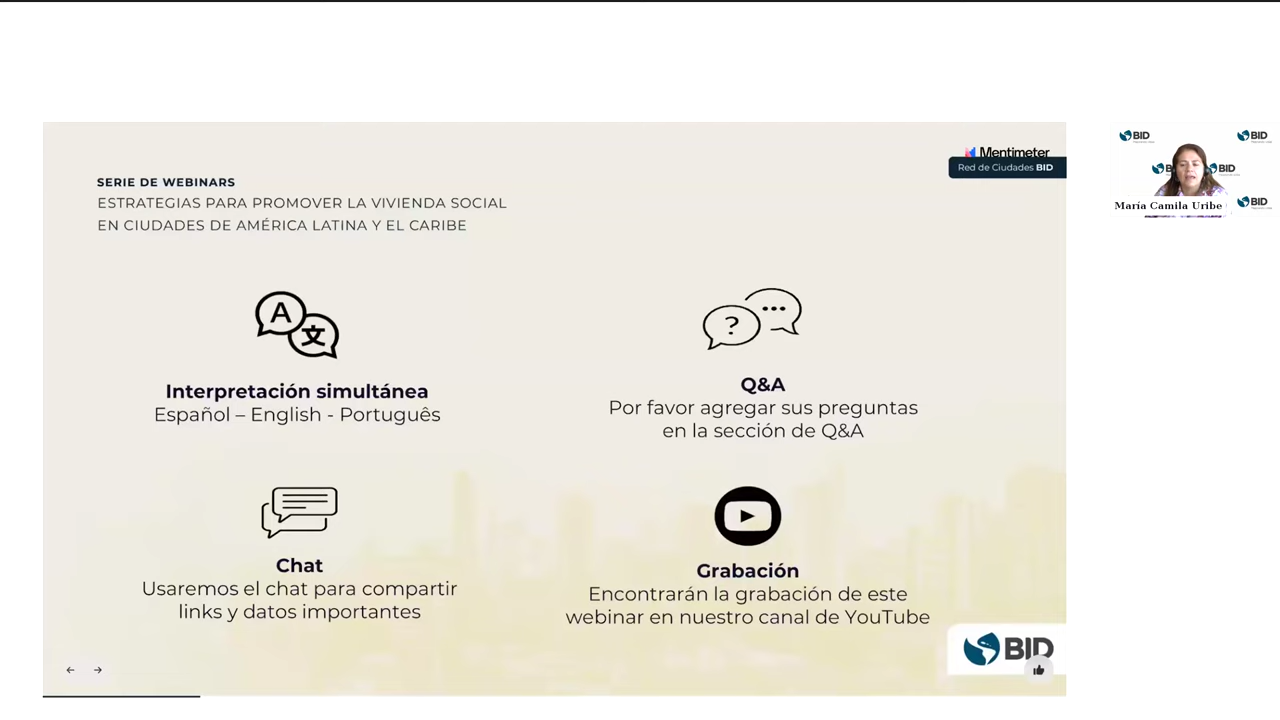 Mentimeter
Red de Ciudades BID
SERIE DE WEBINARS
ESTRATEGIAS PARA PROMOVER LA VIVIENDA SOCIAL
EN CIUDADES DE AMÉRICA LATINA Y EL CARIBE
A
文
?
Interpretación simultánea
Español – English - Português
Q&A
Por favor agregar sus preguntas
en la sección de Q&A
Chat
Usaremos el chat para compartir
links y datos importantes
Grabación
Encontrarán la grabación de este
webinar en nuestro canal de YouTube
BID
BID
BID
BID
BID
María Camila Uribe